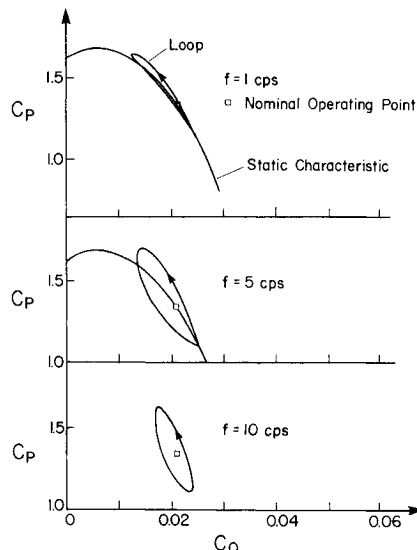 Loop
f = 1 cps
□ Nominal Operating Point
Static Characteristic
C_P
1.5
1.0
f = 5 cps
C_P
1.5
1.0
f = 10 cps
C_P
1.5
1.0
0 0.02 0.04 0.06
C_Q